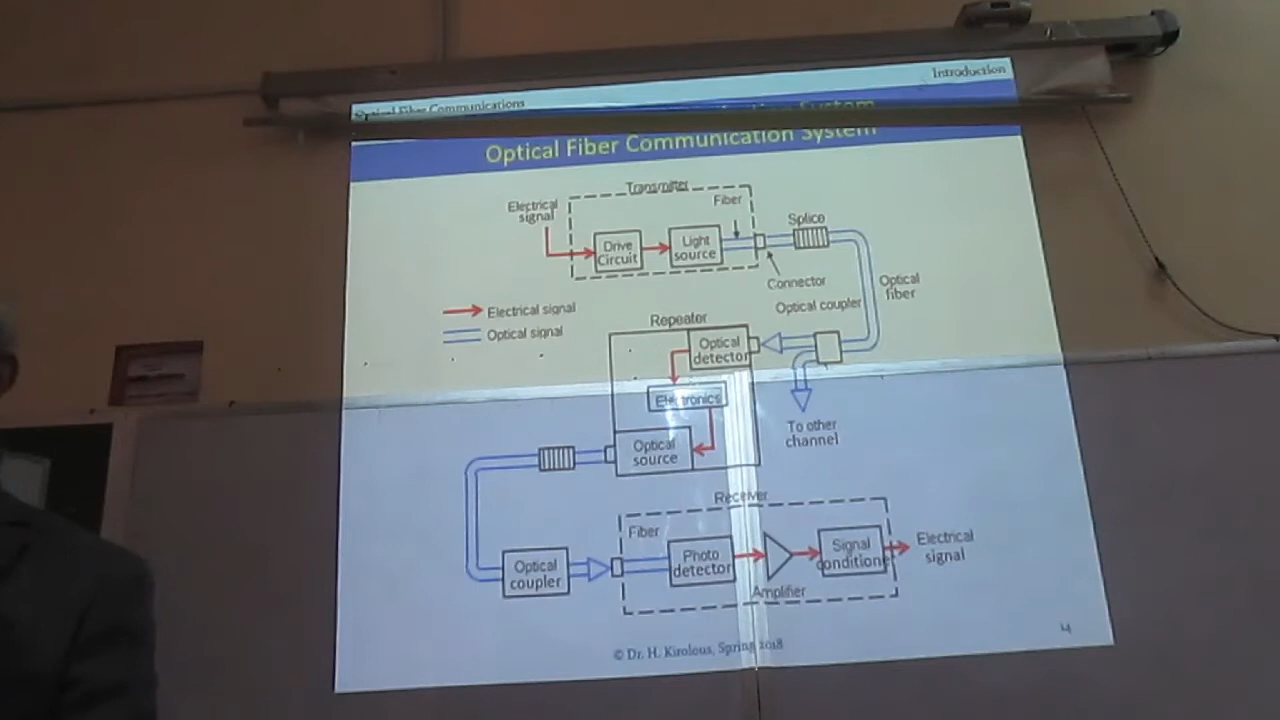 Optical Fiber Communications
Introduction
Optical Fiber Communication System
Transmitter
Electrical
signal
Fiber
Splice
Drive
Circuit
Light
source
Connector
Optical
fiber
Electrical signal
Optical signal
Optical coupler
Repeater
Optical
detector
Electronics
To other
channel
Optical
source
Receiver
Fiber
Optical
coupler
Photo
detector
Signal
conditioner
Electrical
signal
Amplifier
© Dr. H. Kirolous, Spring 2018
14